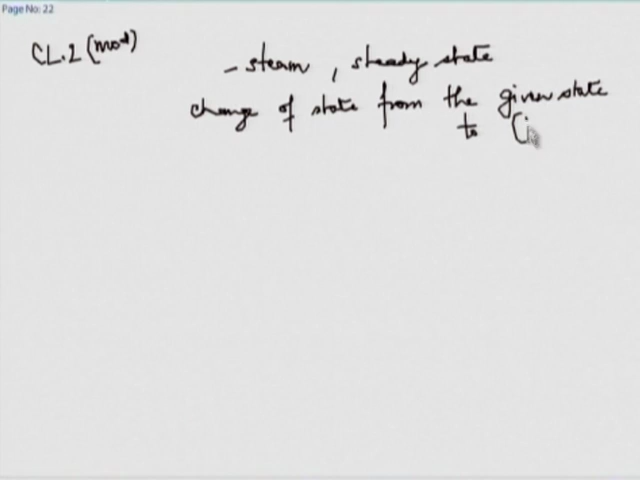 Page No: 22
CL.2 (mod)
- steam, steady state
change of state from the given state
to (i